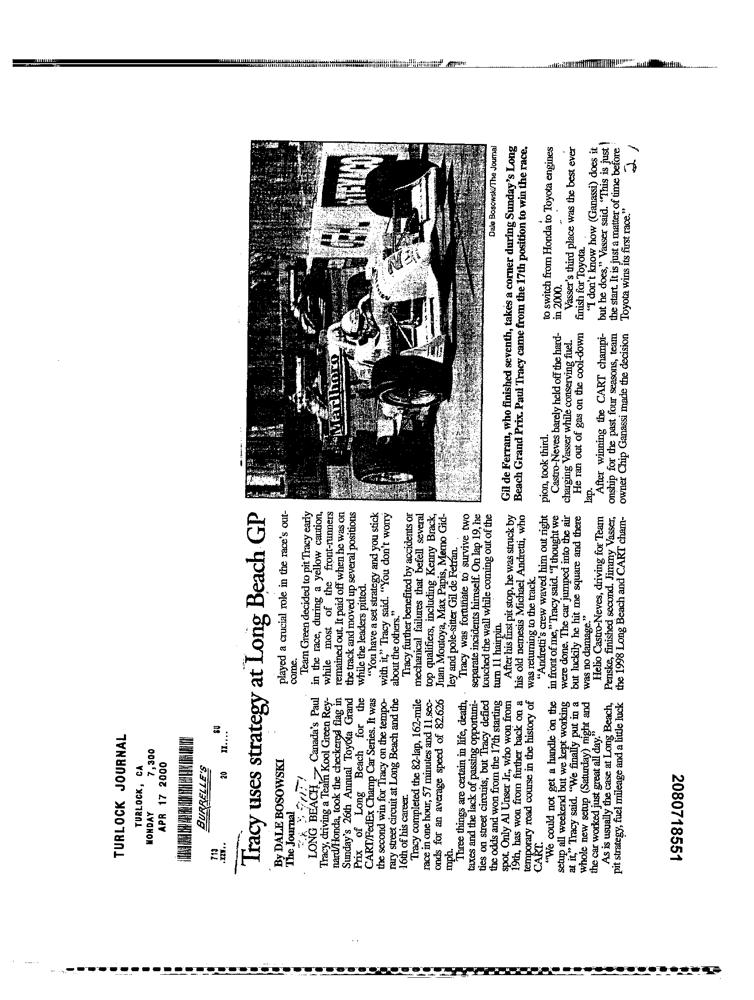 TURLOCK JOURNAL
TURLOCK, CA
MONDAY 7,300
APR 17 2000
BURRELLE'S
713 20 BU
xxx.. xx....
Tracy uses strategy at Long Beach GP
By DALE BOSOWSKI
The Journal
LONG BEACH — Canada's Paul
Tracy, driving a Team Kool Green Rey-
nard/Honda, took the checkered flag in
Sunday's 26th Annual Toyota Grand
Prix of Long Beach for the
CART/FedEx Champ Car Series. It was
the second win for Tracy on the tempo-
rary street circuit at Long Beach and the
16th of his career.
Tracy completed the 82-lap, 162-mile
race in one hour, 57 minutes and 11 sec-
onds for an average speed of 82.626
mph.
Three things are certain in life, death,
taxes and the lack of passing opportuni-
ties on street circuits, but Tracy defied
the odds and won from the 17th starting
spot. Only Al Unser Jr., who won from
19th, has won from further back on a
temporary road course in the history of
CART.
"We could not get a handle on the
setup all weekend but we kept working
at it," Tracy said. "We finally put in a
whole new setup (Saturday) night and
the car worked just great all day."
As is usually the case at Long Beach,
pit strategy, fuel mileage and a little luck
played a crucial role in the race's out-
come.
Team Green decided to pit Tracy early
in the race, during a yellow caution,
while most of the front-runners
remained out. It paid off when he was on
the track and moved up several positions
while the leaders pitted.
"You have a set strategy and you stick
with it," Tracy said. "You don't worry
about the others."
Tracy further benefited by accidents or
mechanical failures that befell several
top qualifiers, including Kenny Brack,
Juan Montoya, Max Papis, Memo Gid-
ley and pole-sitter Gil de Ferran.
Tracy was fortunate to survive two
separate incidents himself. On lap 19, he
touched the wall while coming out of the
turn 11 hairpin.
After his first pit stop, he was struck by
his old nemesis Michael Andretti, who
was returning to the track.
"Andretti's crew waved him out right
in front of me," Tracy said. "I thought we
were done. The car jumped into the air
but luckily he hit me square and there
was no damage."
Helio Castro-Neves, driving for Team
Penske, finished second. Jimmy Vasser,
the 1998 Long Beach and CART cham-
Marlboro
TEXACO
Dale Bosowski/The Journal
Gil de Ferran, who finished seventh, takes a corner during Sunday's Long
Beach Grand Prix. Paul Tracy came from the 17th position to win the race.
pion, took third.
Castro-Neves barely held off the hard-
charging Vasser while conserving fuel.
He ran out of gas on the cool-down
lap.
After winning the CART champi-
onship for the past four seasons, team
owner Chip Ganassi made the decision
to switch from Honda to Toyota engines
in 2000.
Vasser's third place was the best ever
finish for Toyota.
"I don't know how (Ganassi) does it
but he does," Vasser said. "This is just
the start. It is just a matter of time before
Toyota wins its first race."
2080718551